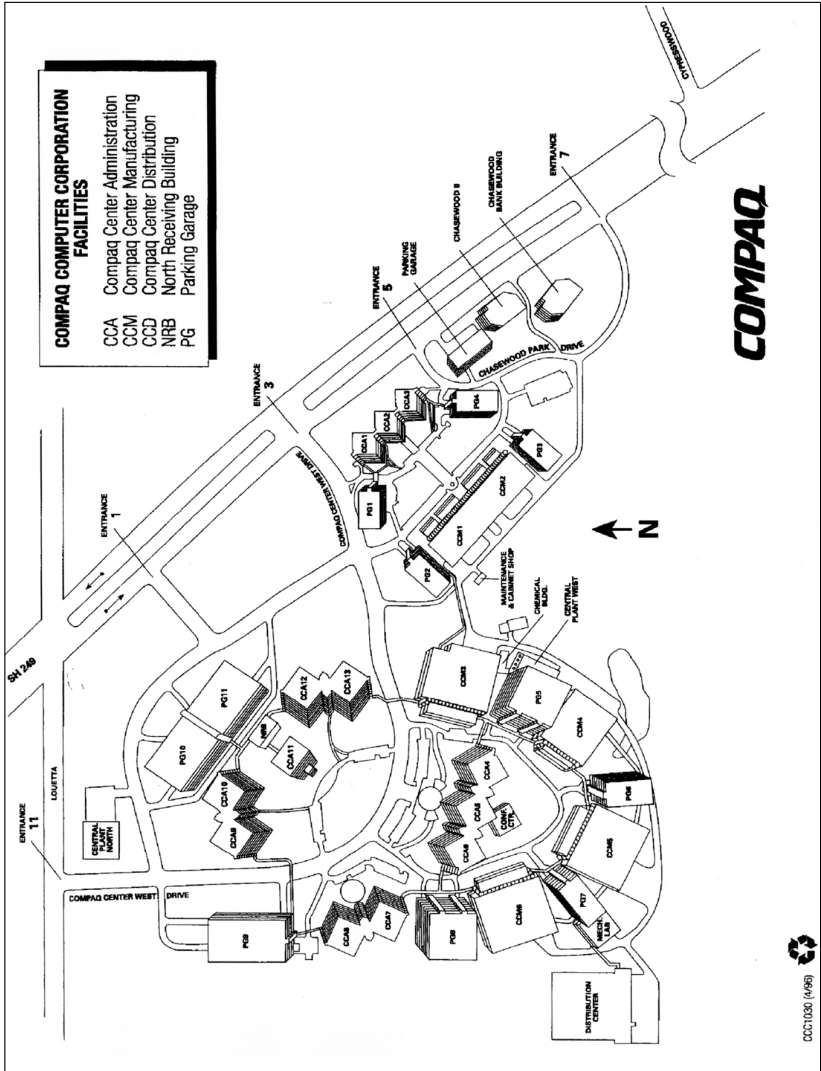 COMPAQ COMPUTER CORPORATION
FACILITIES
CCA Compaq Center Administration
CCM Compaq Center Manufacturing
CCD Compaq Center Distribution
NRB North Receiving Building
PG Parking Garage
CYPRESSWOOD
SH 249
LOUETTA
ENTRANCE
11
ENTRANCE
1
ENTRANCE
3
ENTRANCE
5
ENTRANCE
7
PARKING
GARAGE
CHASEWOOD II
CHASEWOOD
BANK BUILDING
CHASEWOOD PARK DRIVE
COMPAQ CENTER WEST DRIVE
COMPAQ CENTER WEST DRIVE
CENTRAL
PLANT
NORTH
PG10
PG11
NRB
CCA11
CCA12
CCA13
CCA10
CCA9
PG9
CCA8
CCA7
PG8
CCM6
CCA6
CCA5
CCA4
CONF.
CTR.
CCM3
PG5
CCM4
PG6
CCM5
PG7
MECH.
LAB
DISTRIBUTION
CENTER
CCA1
CCA2
CCA3
PG1
PG2
PG3
PG4
CCM1
CCM2
MAINTENANCE
& CABINET SHOP
CHEMICAL
BLDG.
CENTRAL
PLANT WEST
N
COMPAQ
CCC1030 (4/96)